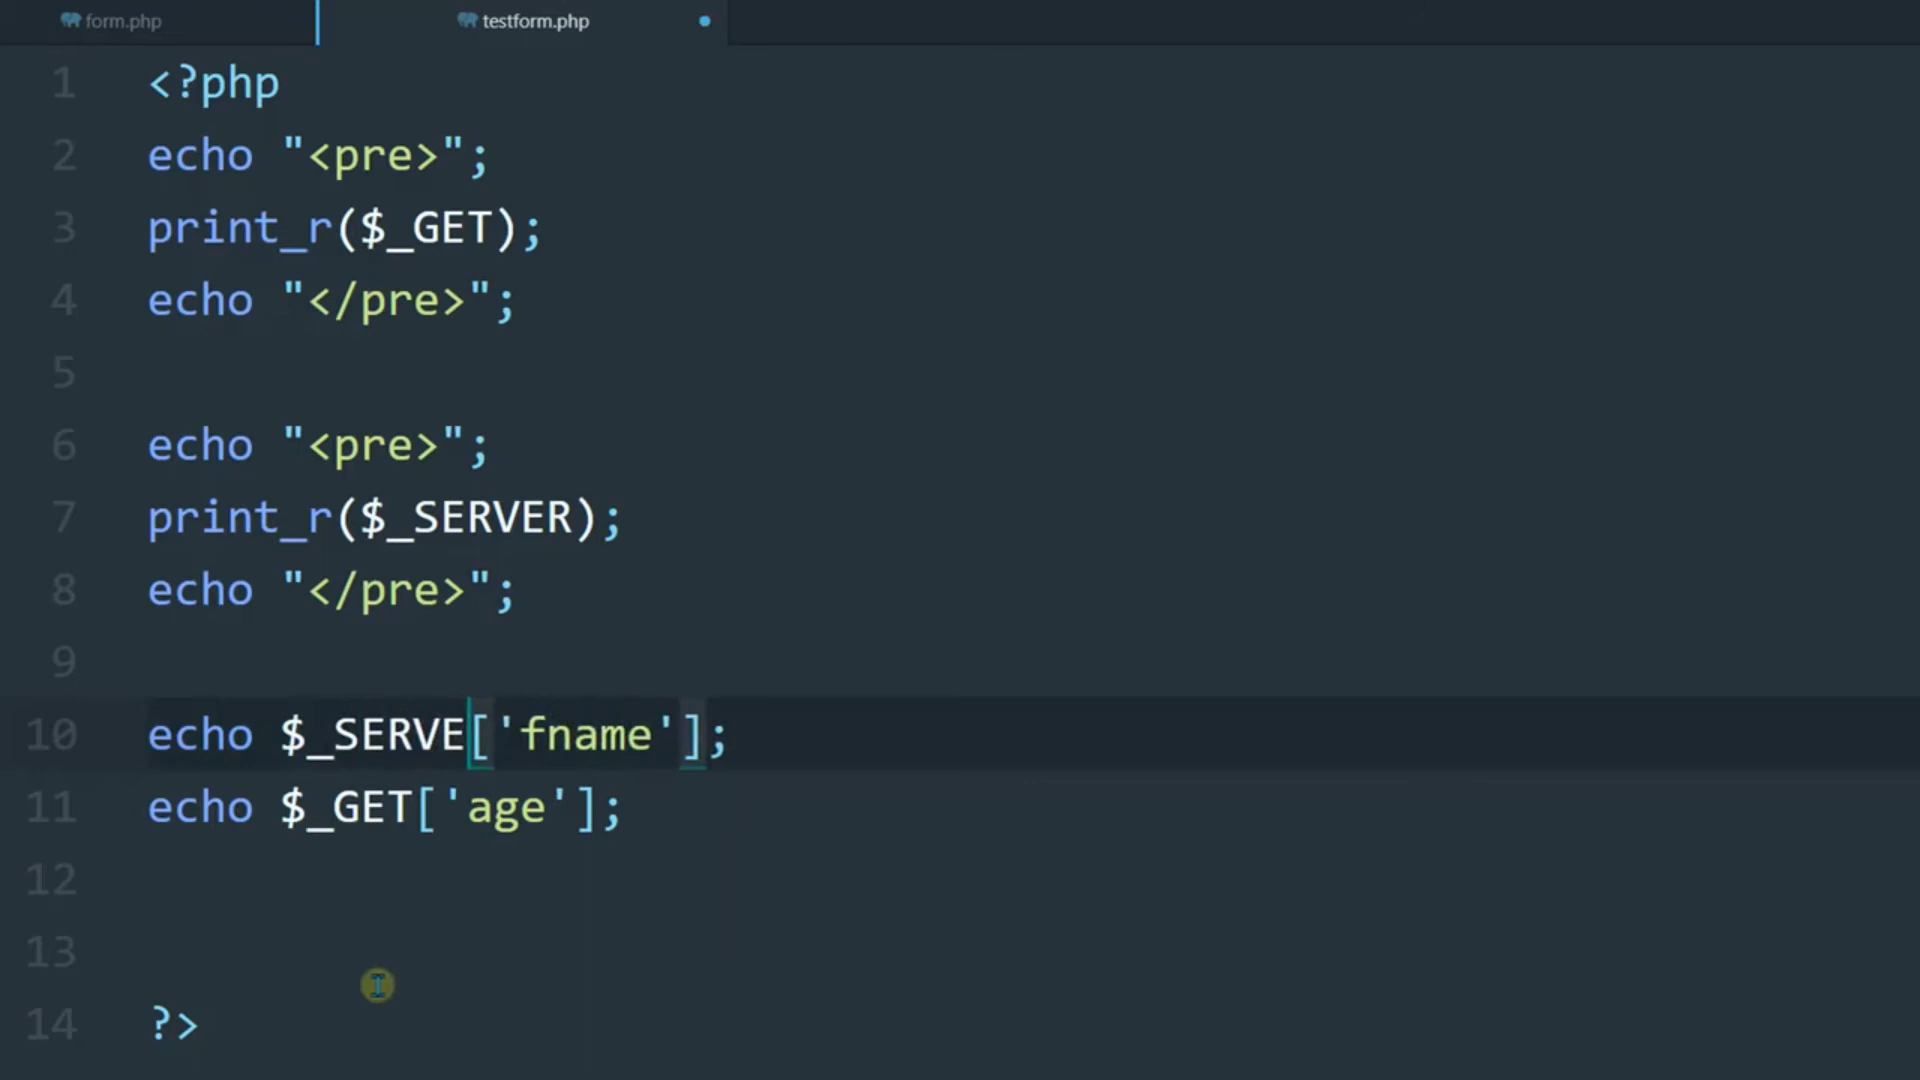 form.php
testform.php
1 <?php
2 echo "<pre>";
3 print_r($_GET);
4 echo "</pre>";
5
6 echo "<pre>";
7 print_r($_SERVER);
8 echo "</pre>";
9
10 echo $_SERVE['fname'];
11 echo $_GET['age'];
12
13
14 ?>